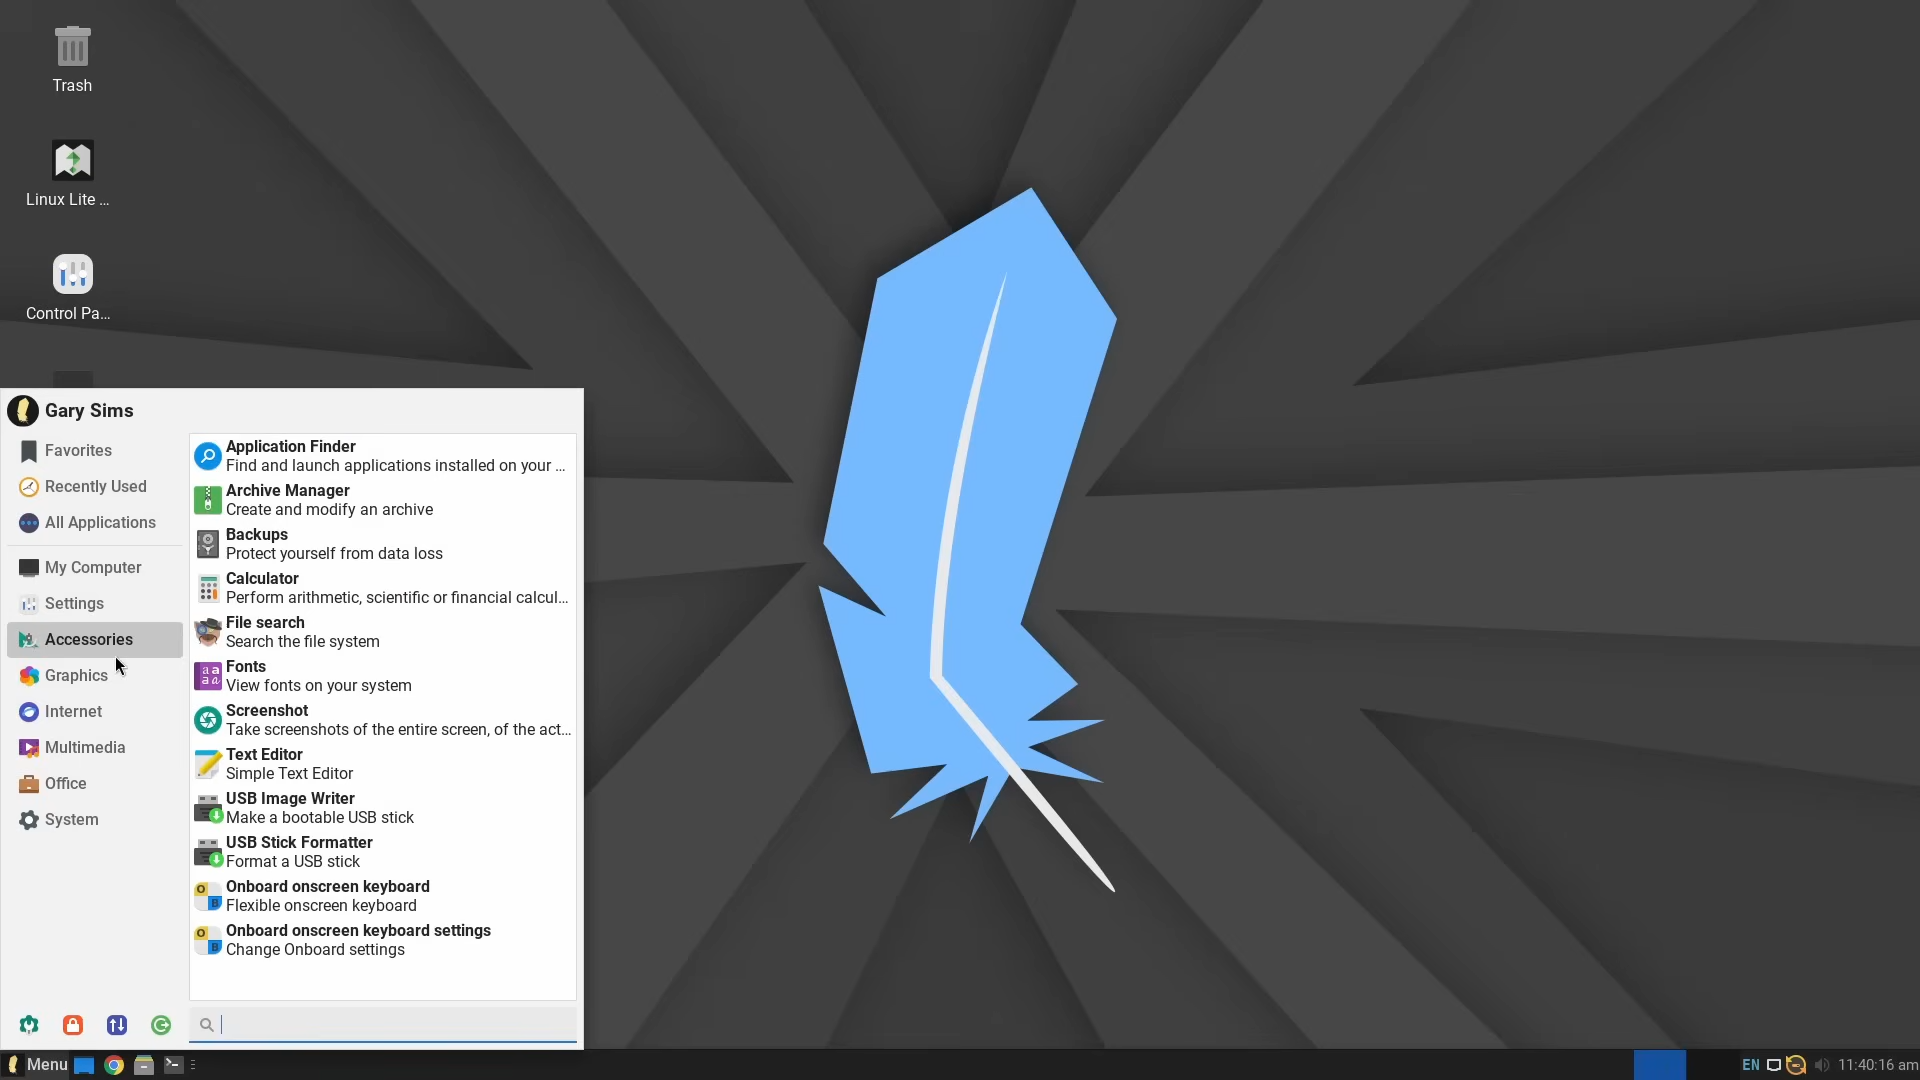 Trash
Linux Lite ...
Control Pa...
Gary Sims
Favorites
Recently Used
All Applications
My Computer
Settings
Accessories
Graphics
Internet
Multimedia
Office
System
Application Finder
Find and launch applications installed on your ...
Archive Manager
Create and modify an archive
Backups
Protect yourself from data loss
Calculator
Perform arithmetic, scientific or financial calcul...
File search
Search the file system
Fonts
View fonts on your system
Screenshot
Take screenshots of the entire screen, of the act...
Text Editor
Simple Text Editor
USB Image Writer
Make a bootable USB stick
USB Stick Formatter
Format a USB stick
Onboard onscreen keyboard
Flexible onscreen keyboard
Onboard onscreen keyboard settings
Change Onboard settings
Menu
EN
11:40:16 am